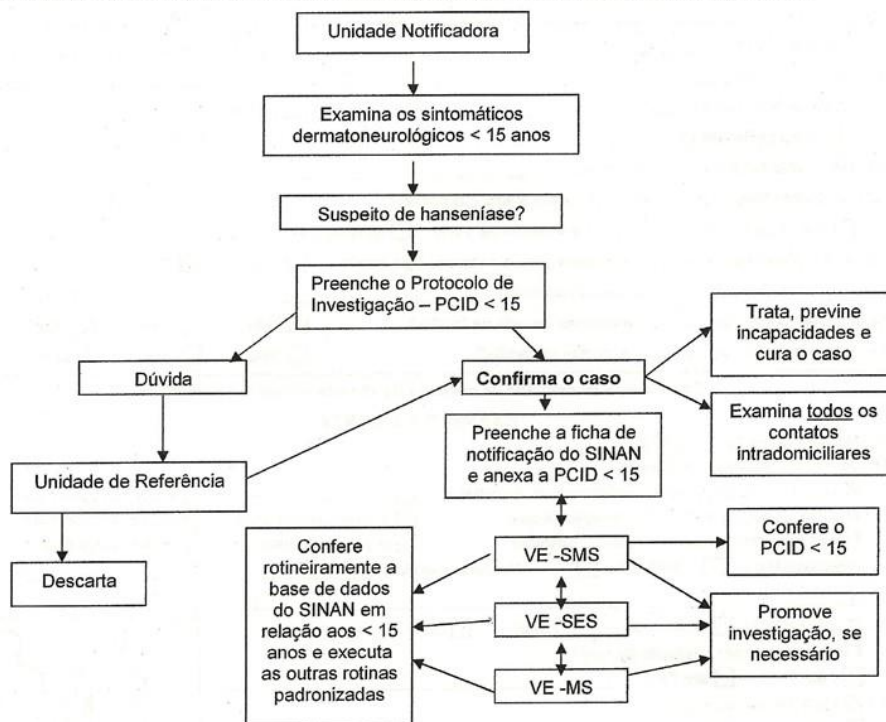 Unidade Notificadora
Examina os sintomáticos
dermatoneurológicos < 15 anos
Suspeito de hanseníase?
Preenche o Protocolo de
Investigação – PCID < 15
Dúvida
Confirma o caso
Trata, previne
incapacidades e
cura o caso
Examina todos os
contatos
intradomiciliares
Preenche a ficha de
notificação do SINAN
e anexa a PCID < 15
Unidade de Referência
Descarta
Confere
rotineiramente a
base de dados
do SINAN em
relação aos < 15
anos e executa
as outras rotinas
padronizadas
VE -SMS
VE -SES
VE -MS
Confere o
PCID < 15
Promove
investigação, se
necessário